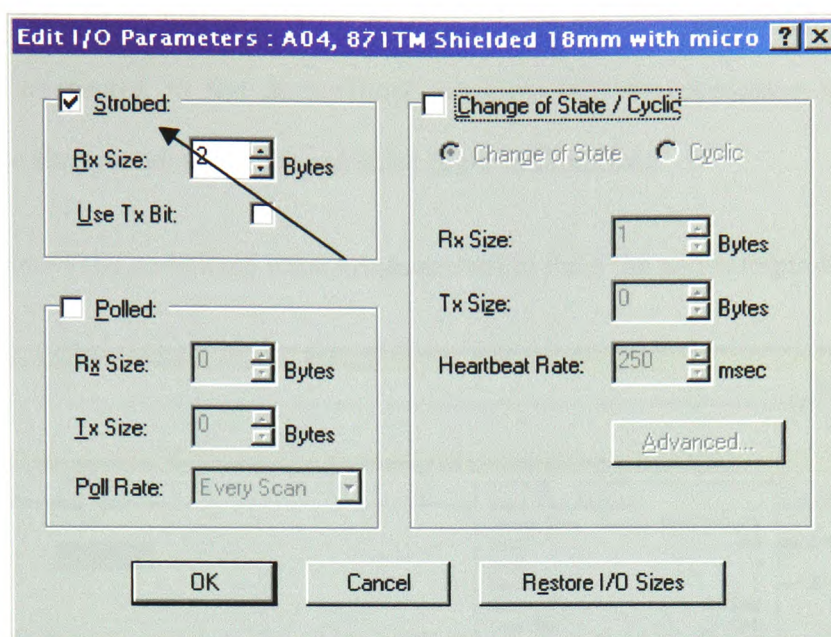 Edit I/O Parameters : A04, 871TM Shielded 18mm with micro
Strobed:
Rx Size: 2 Bytes
Use Tx Bit:
Polled:
Rx Size: 0 Bytes
Tx Size: 0 Bytes
Poll Rate: Every Scan
Change of State / Cyclic
Change of State Cyclic
Rx Size: 1 Bytes
Tx Size: 0 Bytes
Heartbeat Rate: 250 msec
Advanced...
OK Cancel Restore I/O Sizes